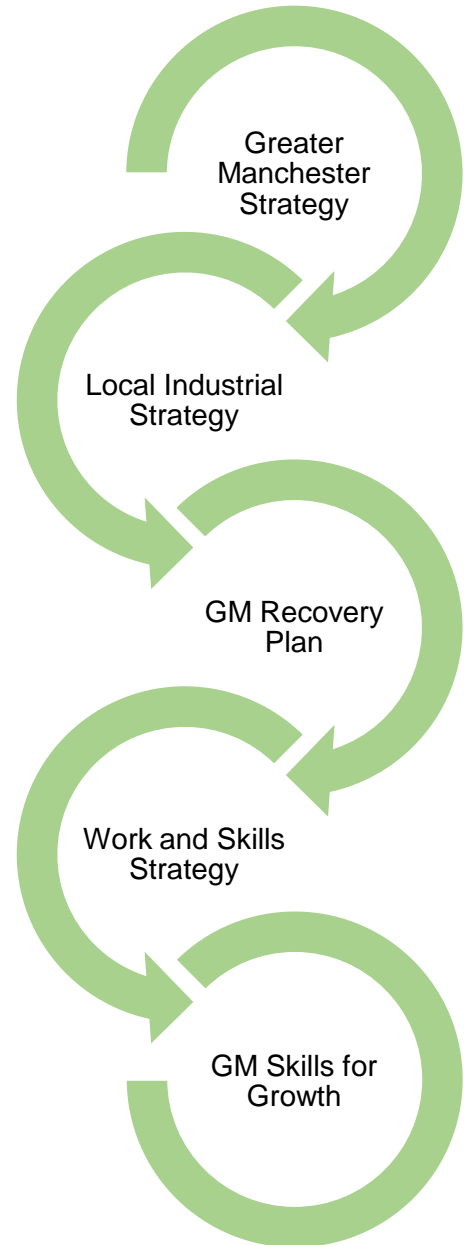 Greater
Manchester
Strategy
Local Industrial
Strategy
GM Recovery
Plan
Work and Skills
Strategy
GM Skills for
Growth